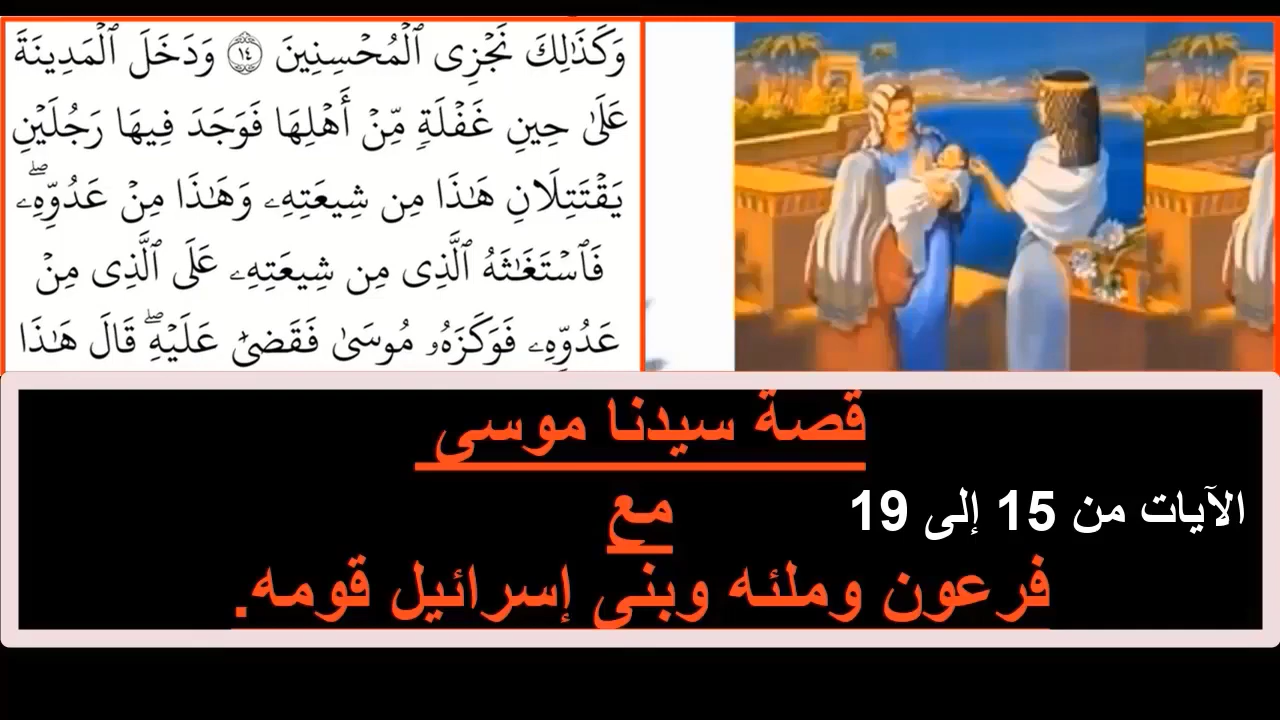 وَكَذَٰلِكَ نَجْزِى ٱلْمُحْسِنِينَ ١٤ وَدَخَلَ ٱلْمَدِينَةَ
عَلَىٰ حِينِ غَفْلَةٍ مِّنْ أَهْلِهَا فَوَجَدَ فِيهَا رَجُلَيْنِ
يَقْتَتِلَانِ هَٰذَا مِن شِيعَتِهِۦ وَهَٰذَا مِنْ عَدُوِّهِۦۖ
فَٱسْتَغَٰثَهُ ٱلَّذِى مِن شِيعَتِهِۦ عَلَى ٱلَّذِى مِنْ
عَدُوِّهِۦ فَوَكَزَهُۥ مُوسَىٰ فَقَضَىٰ عَلَيْهِۖ قَالَ هَٰذَا
قصة سيدنا موسى
مع
الآيات من 15 إلى 19
فرعون وملئه وبني إسرائيل قومه.